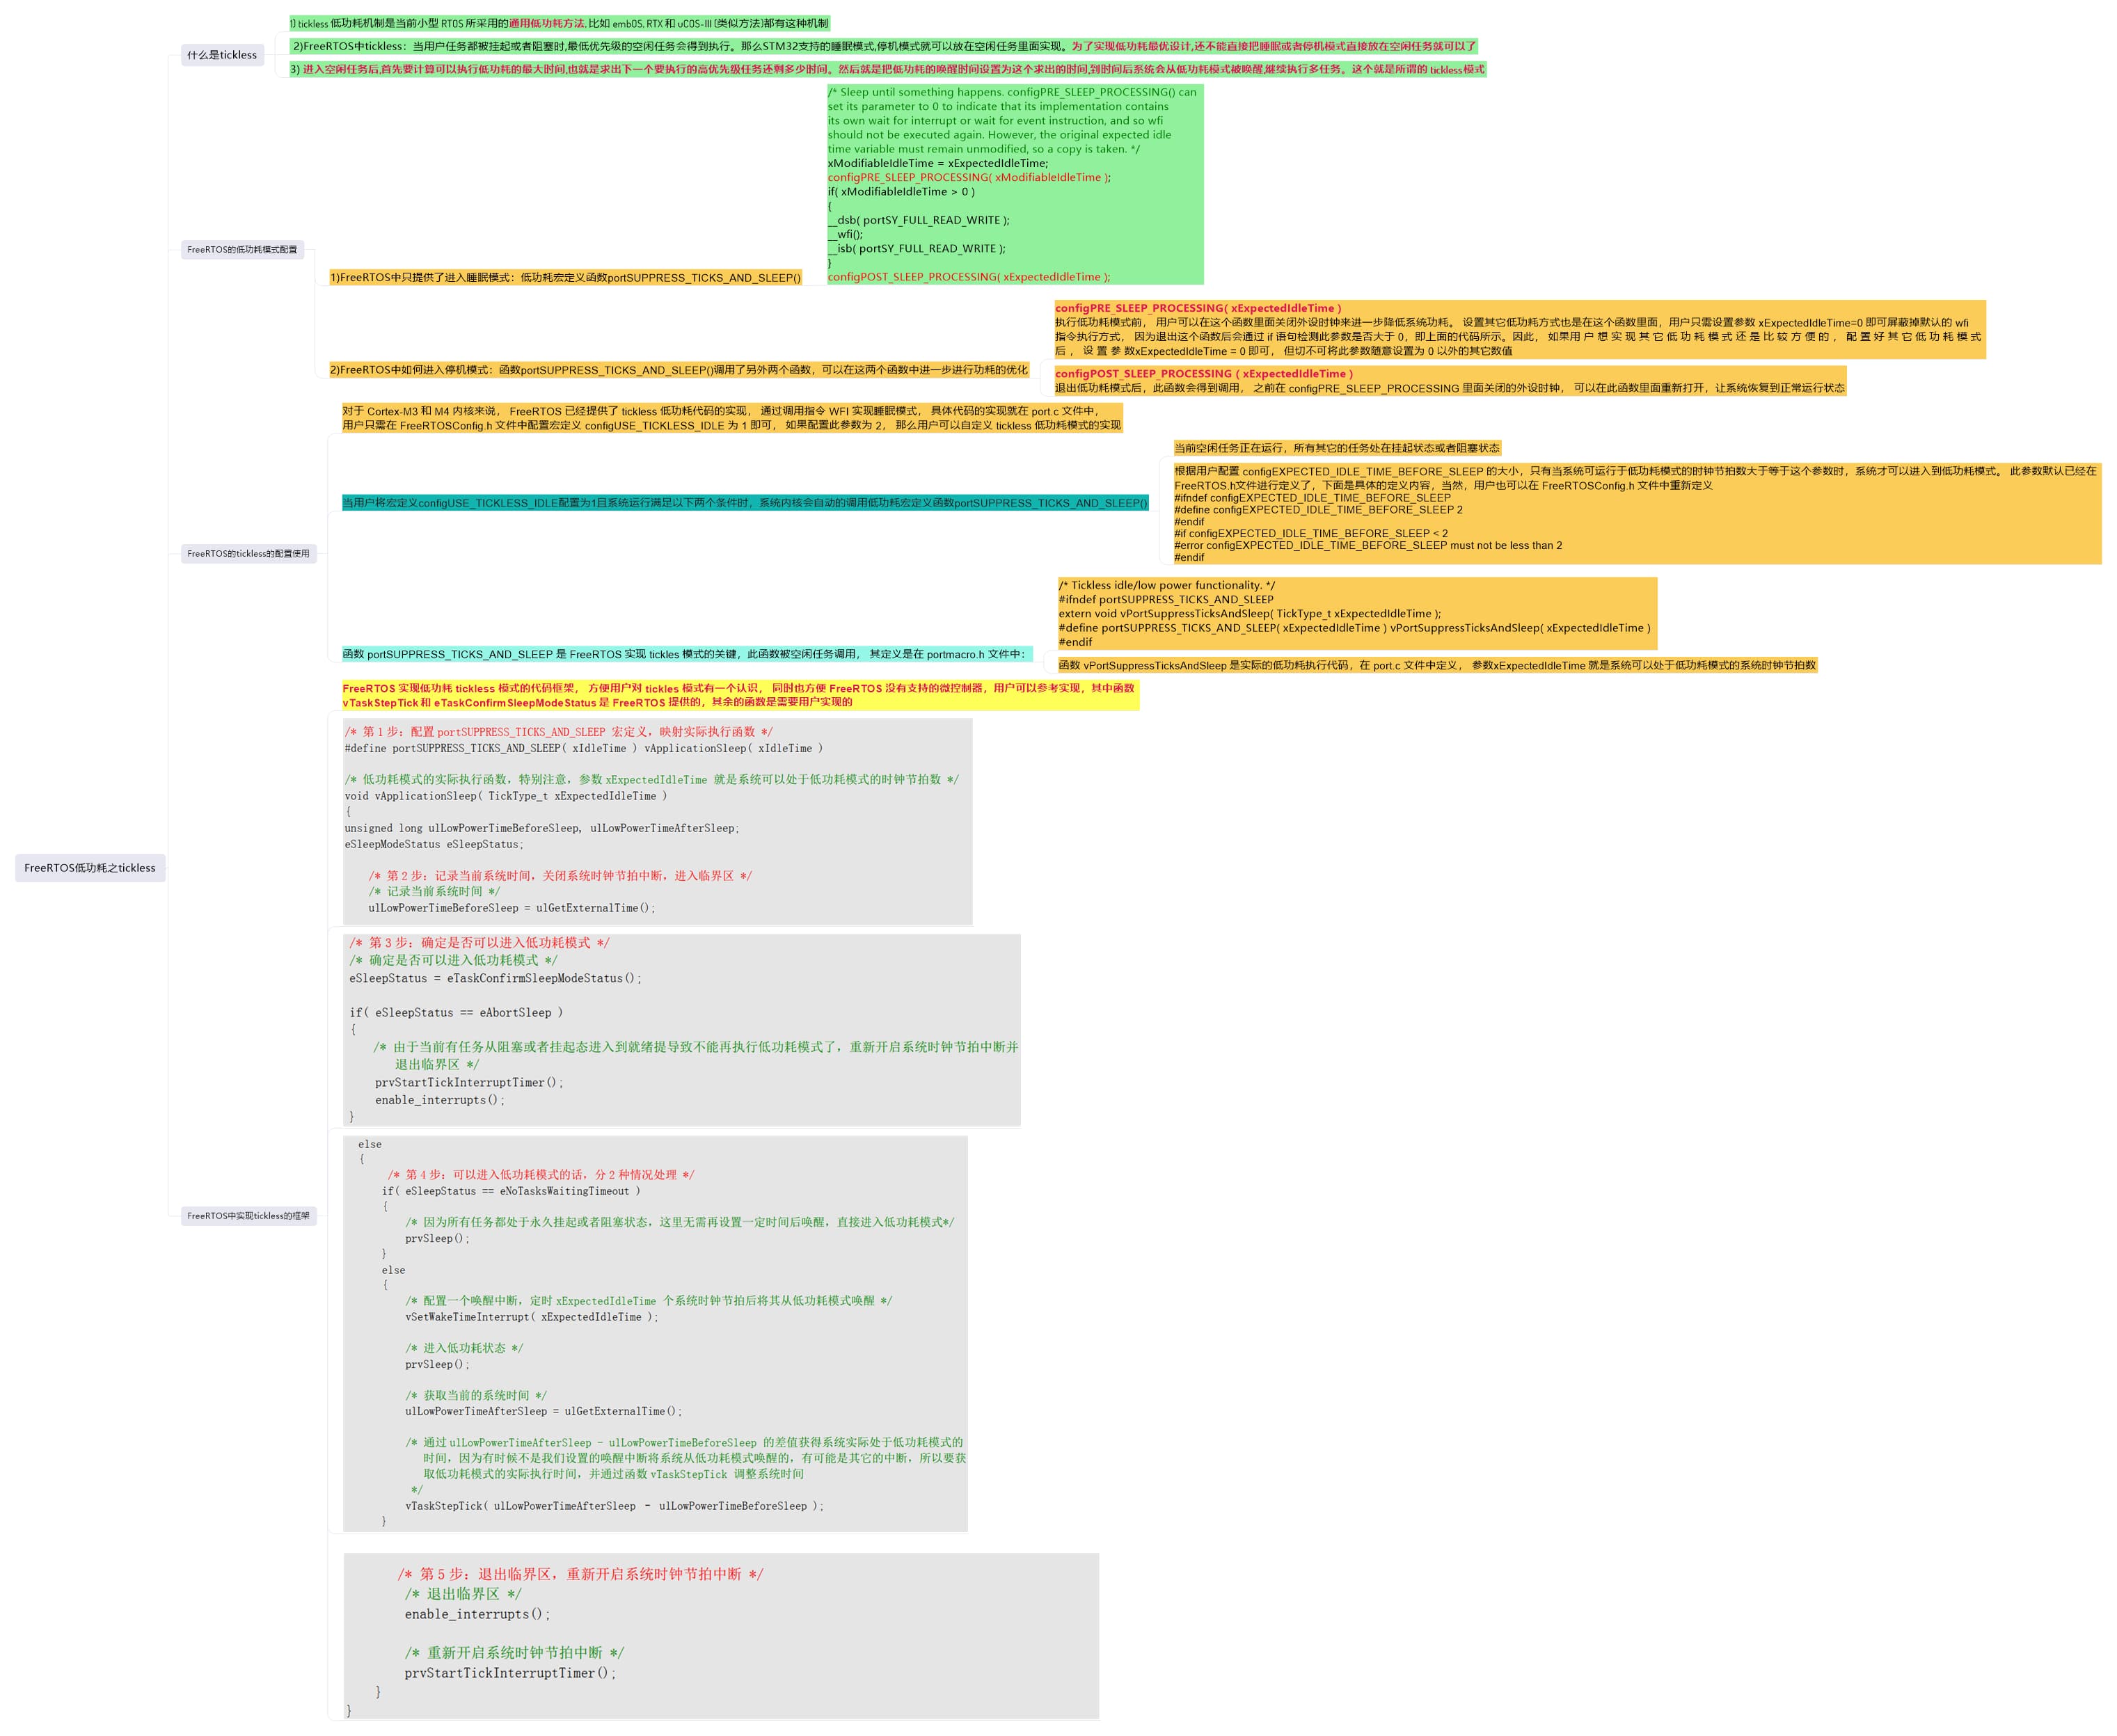 FreeRTOS低功耗之tickless
什么是tickless
1) tickless 低功耗机制是当前小型 RTOS 所采用的通用低功耗方法,比如 embOS, RTX 和 uCOS-III (类似方法)都有这种机制
2)FreeRTOS中tickless：当用户任务都被挂起或者阻塞时,最低优先级的空闲任务会得到执行。那么STM32支持的睡眠模式,停机模式就可以放在空闲任务里面实现。为了实现低功耗最优设计,还不能直接把睡眠或者停机模式直接放在空闲任务就可以了
3) 进入空闲任务后,首先要计算可以执行低功耗的最大时间,也就是求出下一个要执行的高优先级任务还剩多少时间。然后就是把低功耗的唤醒时间设置为这个求出的时间,到时间后系统会从低功耗模式被唤醒,继续执行多任务。这个就是所谓的 tickless模式
FreeRTOS的低功耗模式配置
1)FreeRTOS中只提供了进入睡眠模式：低功耗宏定义函数portSUPPRESS_TICKS_AND_SLEEP()
/* Sleep until something happens. configPRE_SLEEP_PROCESSING() can
set its parameter to 0 to indicate that its implementation contains
its own wait for interrupt or wait for event instruction, and so wfi
should not be executed again. However, the original expected idle
time variable must remain unmodified, so a copy is taken. */
xModifiableIdleTime = xExpectedIdleTime;
configPRE_SLEEP_PROCESSING( xModifiableIdleTime );
if( xModifiableIdleTime > 0 )
{
__dsb( portSY_FULL_READ_WRITE );
__wfi();
__isb( portSY_FULL_READ_WRITE );
}
configPOST_SLEEP_PROCESSING( xExpectedIdleTime );
2)FreeRTOS中如何进入停机模式：函数portSUPPRESS_TICKS_AND_SLEEP()调用了另外两个函数，可以在这两个函数中进一步进行功耗的优化
configPRE_SLEEP_PROCESSING( xExpectedIdleTime )
执行低功耗模式前， 用户可以在这个函数里面关闭外设时钟来进一步降低系统功耗。 设置其它低功耗方式也是在这个函数里面，用户只需设置参数 xExpectedIdleTime=0 即可屏蔽掉默认的 wfi
指令执行方式， 因为退出这个函数后会通过 if 语句检测此参数是否大于 0，即上面的代码所示。因此， 如果用 户 想 实 现 其 它 低 功 耗 模 式 还 是 比 较 方 便 的 ， 配 置 好 其 它 低 功 耗 模 式
后 ， 设 置 参 数xExpectedIdleTime = 0 即可， 但切不可将此参数随意设置为 0 以外的其它数值
configPOST_SLEEP_PROCESSING ( xExpectedIdleTime )
退出低功耗模式后，此函数会得到调用， 之前在 configPRE_SLEEP_PROCESSING 里面关闭的外设时钟， 可以在此函数里面重新打开，让系统恢复到正常运行状态
FreeRTOS的tickless的配置使用
对于 Cortex-M3 和 M4 内核来说， FreeRTOS 已经提供了 tickless 低功耗代码的实现， 通过调用指令 WFI 实现睡眠模式， 具体代码的实现就在 port.c 文件中，
用户只需在 FreeRTOSConfig.h 文件中配置宏定义 configUSE_TICKLESS_IDLE 为 1 即可， 如果配置此参数为 2， 那么用户可以自定义 tickless 低功耗模式的实现
当用户将宏定义configUSE_TICKLESS_IDLE配置为1且系统运行满足以下两个条件时，系统内核会自动的调用低功耗宏定义函数portSUPPRESS_TICKS_AND_SLEEP()
当前空闲任务正在运行，所有其它的任务处在挂起状态或者阻塞状态
根据用户配置 configEXPECTED_IDLE_TIME_BEFORE_SLEEP 的大小，只有当系统可运行于低功耗模式的时钟节拍数大于等于这个参数时，系统才可以进入到低功耗模式。 此参数默认已经在
FreeRTOS.h文件进行定义了，下面是具体的定义内容，当然，用户也可以在 FreeRTOSConfig.h 文件中重新定义
#ifndef configEXPECTED_IDLE_TIME_BEFORE_SLEEP
#define configEXPECTED_IDLE_TIME_BEFORE_SLEEP 2
#endif
#if configEXPECTED_IDLE_TIME_BEFORE_SLEEP < 2
#error configEXPECTED_IDLE_TIME_BEFORE_SLEEP must not be less than 2
#endif
函数 portSUPPRESS_TICKS_AND_SLEEP 是 FreeRTOS 实现 tickles 模式的关键，此函数被空闲任务调用， 其定义是在 portmacro.h 文件中：
/* Tickless idle/low power functionality. */
#ifndef portSUPPRESS_TICKS_AND_SLEEP
extern void vPortSuppressTicksAndSleep( TickType_t xExpectedIdleTime );
#define portSUPPRESS_TICKS_AND_SLEEP( xExpectedIdleTime ) vPortSuppressTicksAndSleep( xExpectedIdleTime )
#endif
函数 vPortSuppressTicksAndSleep 是实际的低功耗执行代码，在 port.c 文件中定义， 参数xExpectedIdleTime 就是系统可以处于低功耗模式的系统时钟节拍数
FreeRTOS中实现tickless的框架
FreeRTOS 实现低功耗 tickless 模式的代码框架， 方便用户对 tickles 模式有一个认识， 同时也方便 FreeRTOS 没有支持的微控制器，用户可以参考实现，其中函数
vTaskStepTick 和 eTaskConfirmSleepModeStatus 是 FreeRTOS 提供的，其余的函数是需要用户实现的
/* 第 1 步：配置 portSUPPRESS_TICKS_AND_SLEEP 宏定义，映射实际执行函数 */
#define portSUPPRESS_TICKS_AND_SLEEP( xIdleTime ) vApplicationSleep( xIdleTime )
/* 低功耗模式的实际执行函数，特别注意，参数 xExpectedIdleTime 就是系统可以处于低功耗模式的时钟节拍数 */
void vApplicationSleep( TickType_t xExpectedIdleTime )
{
unsigned long ulLowPowerTimeBeforeSleep, ulLowPowerTimeAfterSleep;
eSleepModeStatus eSleepStatus;
/* 第 2 步：记录当前系统时间，关闭系统时钟节拍中断，进入临界区 */
/* 记录当前系统时间 */
ulLowPowerTimeBeforeSleep = ulGetExternalTime();
/* 第 3 步：确定是否可以进入低功耗模式 */
/* 确定是否可以进入低功耗模式 */
eSleepStatus = eTaskConfirmSleepModeStatus();
if( eSleepStatus == eAbortSleep )
{
/* 由于当前有任务从阻塞或者挂起态进入到就绪提导致不能再执行低功耗模式了，重新开启系统时钟节拍中断并
退出临界区 */
prvStartTickInterruptTimer();
enable_interrupts();
}
else
{
/* 第 4 步：可以进入低功耗模式的话，分 2 种情况处理 */
if( eSleepStatus == eNoTasksWaitingTimeout )
{
/* 因为所有任务都处于永久挂起或者阻塞状态，这里无需再设置一定时间后唤醒，直接进入低功耗模式*/
prvSleep();
}
else
{
/* 配置一个唤醒中断，定时 xExpectedIdleTime 个系统时钟节拍后将其从低功耗模式唤醒 */
vSetWakeTimeInterrupt( xExpectedIdleTime );
/* 进入低功耗状态 */
prvSleep();
/* 获取当前的系统时间 */
ulLowPowerTimeAfterSleep = ulGetExternalTime();
/* 通过 ulLowPowerTimeAfterSleep - ulLowPowerTimeBeforeSleep 的差值获得系统实际处于低功耗模式的
时间，因为有时候不是我们设置的唤醒中断将系统从低功耗模式唤醒的，有可能是其它的中断，所以要获
取低功耗模式的实际执行时间，并通过函数 vTaskStepTick 调整系统时间
*/
vTaskStepTick( ulLowPowerTimeAfterSleep – ulLowPowerTimeBeforeSleep );
}
/* 第 5 步：退出临界区，重新开启系统时钟节拍中断 */
/* 退出临界区 */
enable_interrupts();
/* 重新开启系统时钟节拍中断 */
prvStartTickInterruptTimer();
}
}